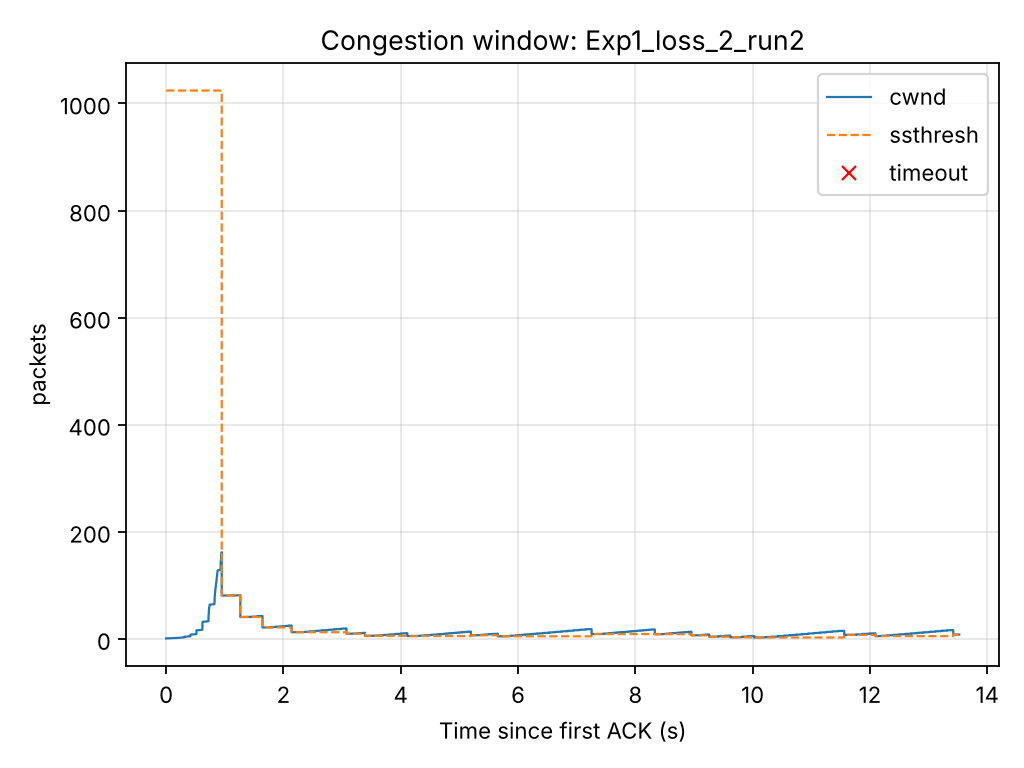 Congestion window: Exp1_loss_2_run2
cwnd
ssthresh
timeout
packets
1000
800
600
400
200
0
0 2 4 6 8 10 12 14
Time since first ACK (s)